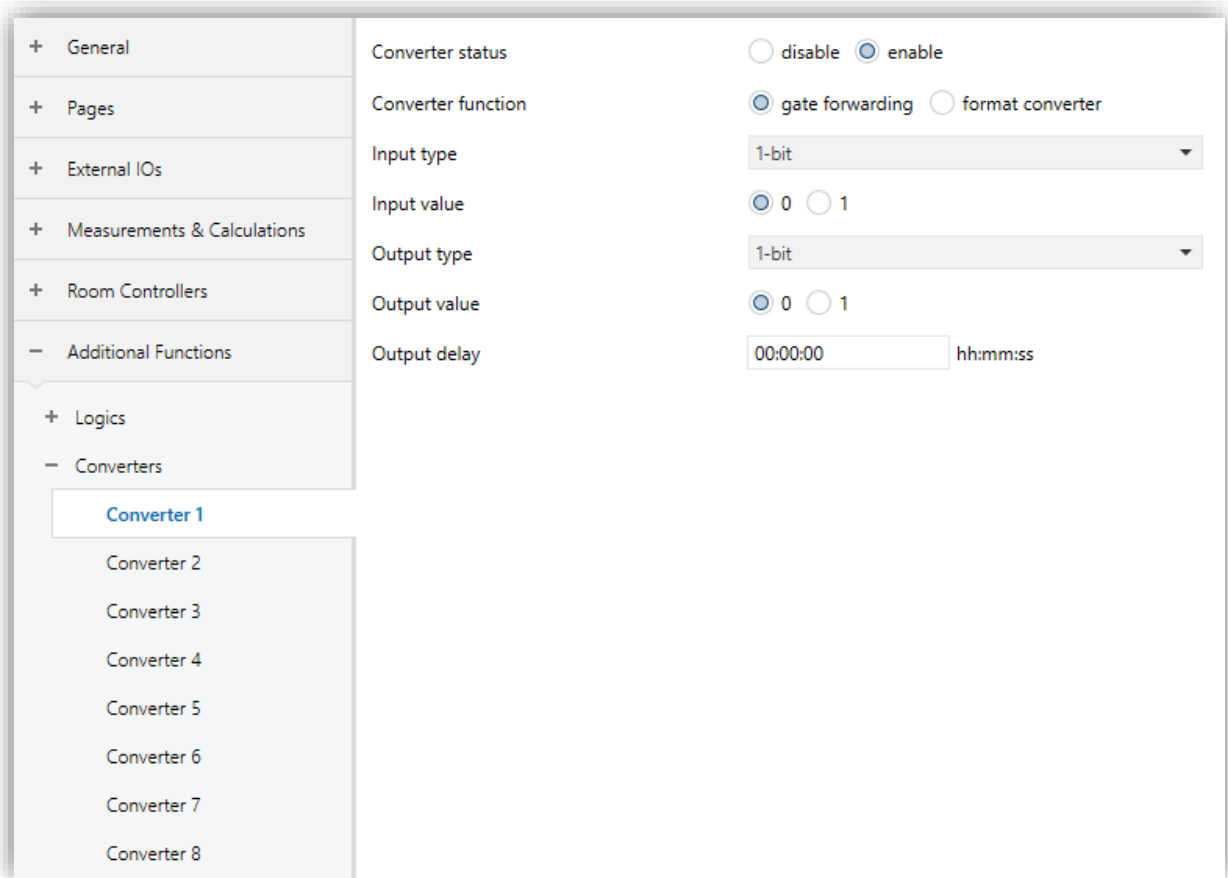 General
Pages
External IOs
Measurements & Calculations
Room Controllers
Additional Functions
Logics
Converters
Converter 1
Converter 2
Converter 3
Converter 4
Converter 5
Converter 6
Converter 7
Converter 8
Converter status disable enable
Converter function gate forwarding format converter
Input type 1-bit
Input value 0 1
Output type 1-bit
Output value 0 1
Output delay 00:00:00 hh:mm:ss